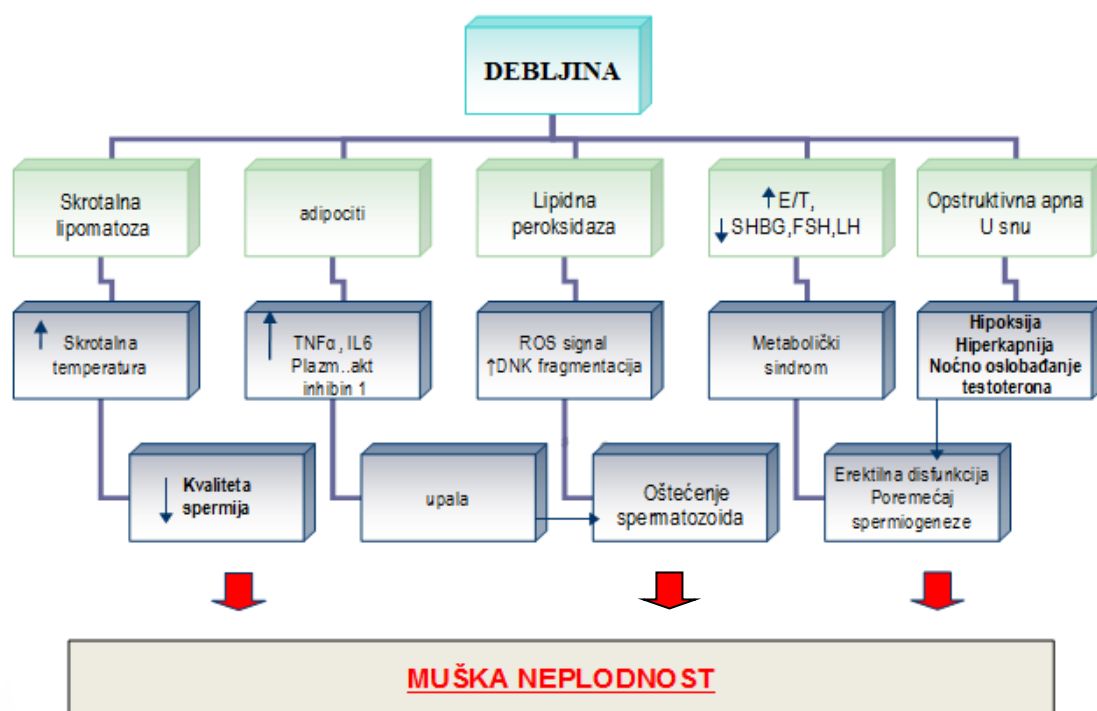 DEBLJINA
Skrotalna
lipomatoza
adipociti
Lipidna
peroksidaza
↑E/T,
↓SHBG,FSH,LH
Opstruktivna apna
U snu
↑ Skrotalna
temperatura
↑ TNFα, IL6
Plazm..akt
inhibin 1
ROS signal
↑DNK fragmentacija
Metabolički
sindrom
Hipoksija
Hiperkapnija
Noćno oslobađanje
testoterona
↓ Kvaliteta
spermija
upala
Oštećenje
spermatozoida
Erektilna disfunkcija
Poremećaj
spermiogeneze
MUŠKA NEPLODNOST